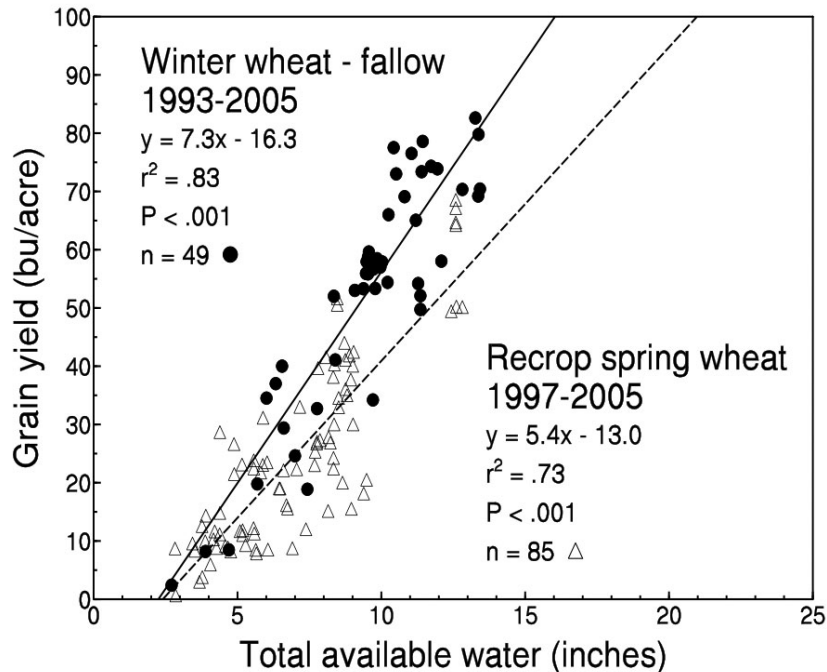 100
90
80
70
60
50
40
30
20
10
0
Grain yield (bu/acre)
Winter wheat - fallow
1993-2005
y = 7.3x - 16.3
r² = .83
P < .001
n = 49
Recrop spring wheat
1997-2005
y = 5.4x - 13.0
r² = .73
P < .001
n = 85
0 5 10 15 20 25
Total available water (inches)